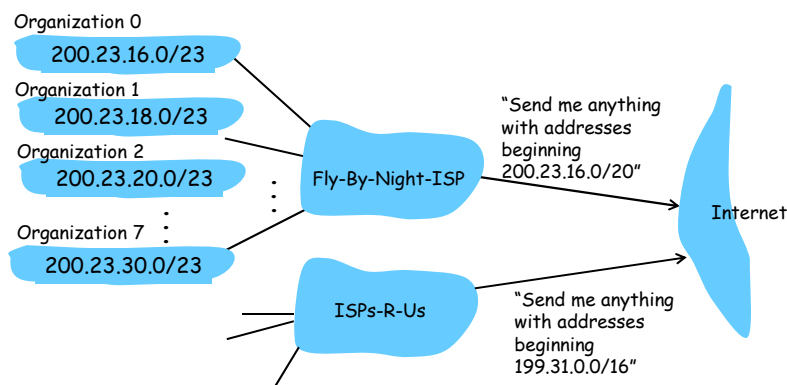 Organization 0
200.23.16.0/23
Organization 1
200.23.18.0/23
Organization 2
200.23.20.0/23
Organization 7
200.23.30.0/23
Fly-By-Night-ISP
“Send me anything
with addresses
beginning
200.23.16.0/20”
Internet
ISPs-R-Us
“Send me anything
with addresses
beginning
199.31.0.0/16”